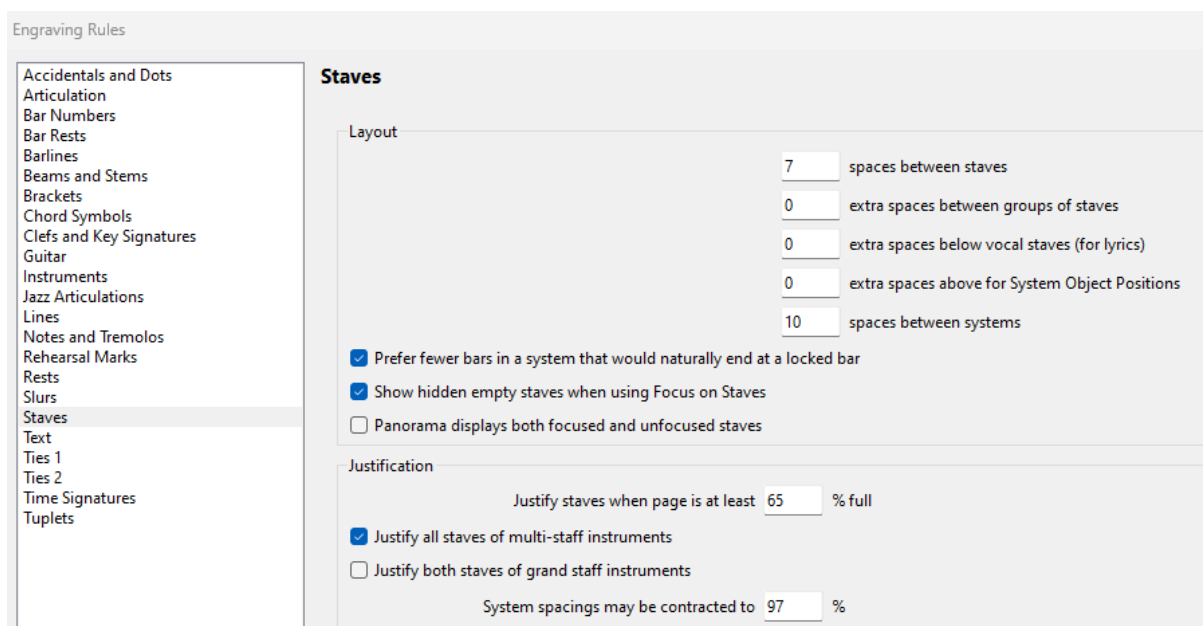 Engraving Rules
Accidentals and Dots
Articulation
Bar Numbers
Bar Rests
Barlines
Beams and Stems
Brackets
Chord Symbols
Clefs and Key Signatures
Guitar
Instruments
Jazz Articulations
Lines
Notes and Tremolos
Rehearsal Marks
Rests
Slurs
Staves
Text
Ties 1
Ties 2
Time Signatures
Tuplets
Staves
Layout
7 spaces between staves
0 extra spaces between groups of staves
0 extra spaces below vocal staves (for lyrics)
0 extra spaces above for System Object Positions
10 spaces between systems
Prefer fewer bars in a system that would naturally end at a locked bar
Show hidden empty staves when using Focus on Staves
Panorama displays both focused and unfocused staves
Justification
Justify staves when page is at least 65 % full
Justify all staves of multi-staff instruments
Justify both staves of grand staff instruments
System spacings may be contracted to 97 %